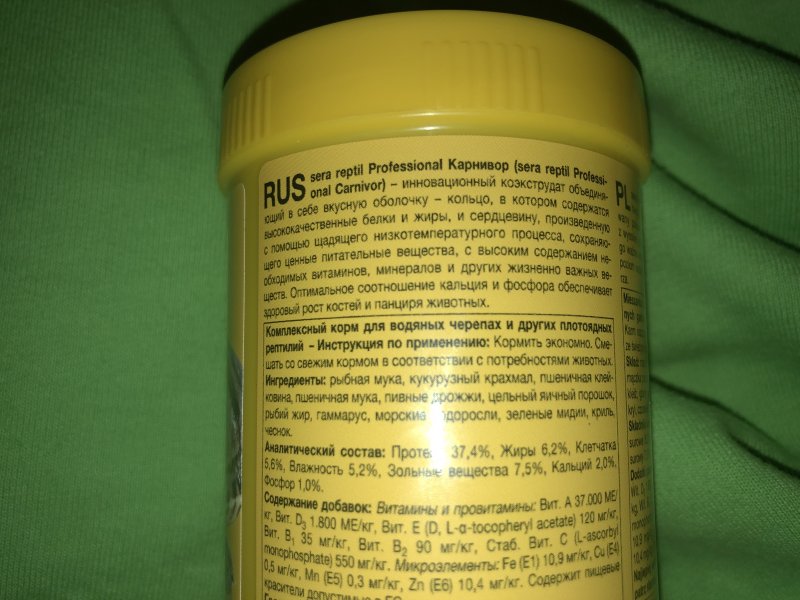 RUS sera reptil Professional Карнивор (sera reptil Professi-
onal Carnivor) – инновационный коэкструдат объединя-
ющий в себе вкусную оболочку – кольцо, в котором содержатся
высококачественные белки и жиры, и сердцевину, произведенную
с помощью щадящего низкотемпературного процесса, сохраняю-
щего ценные питательные вещества, с высоким содержанием не-
обходимых витаминов, минералов и других жизненно важных ве-
ществ. Оптимальное соотношение кальция и фосфора обеспечивает
здоровый рост костей и панциря животных.
Комплексный корм для водяных черепах и других плотоядных
рептилий – Инструкция по применению: Кормить экономно. Сме-
шать со свежим кормом в соответствии с потребностями животных.
Ингредиенты: рыбная мука, кукурузный крахмал, пшеничная клей-
ковина, пшеничная мука, пивные дрожжи, цельный яичный порошок,
рыбий жир, гаммарус, морские водоросли, зеленые мидии, криль,
чеснок.
Аналитический состав: Протеин 37,4%, Жиры 6,2%, Клетчатка
5,6%, Влажность 5,2%, Зольные вещества 7,5%, Кальций 2,0%,
Фосфор 1,0%.
Содержание добавок: Витамины и провитамины: Вит. А 37.000 МЕ/
кг, Вит. D3 1.800 МЕ/кг, Вит. Е (D, L-α-tocopheryl acetate) 120 мг/кг,
Вит. B1 35 мг/кг, Вит. B2 90 мг/кг, Стаб. Вит. С (L-ascorbyl
monophosphate) 550 мг/кг. Микроэлементы: Fe (E1) 10,9 мг/кг, Cu (E4)
0,5 мг/кг, Mn (E5) 0,3 мг/кг, Zn (E6) 10,4 мг/кг. Содержит пищевые
красители допустимые в ЕС.
PL